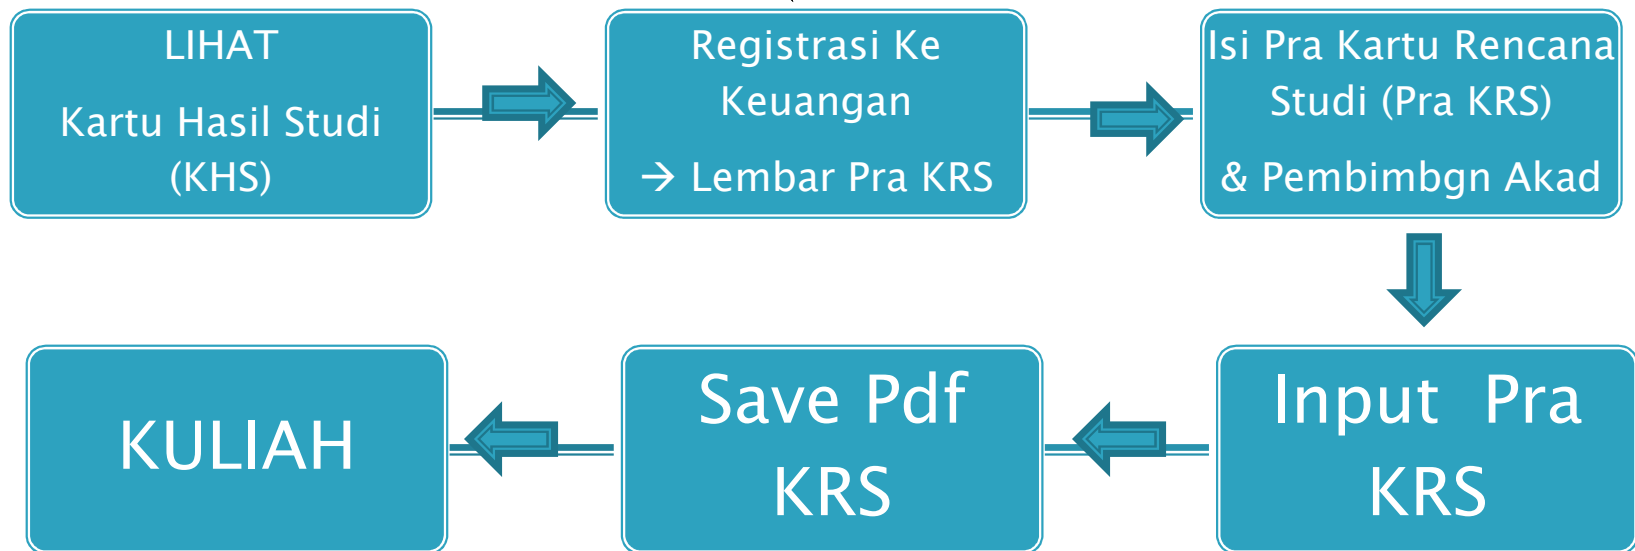 LIHAT
Kartu Hasil Studi
(KHS)
Registrasi Ke
Keuangan
→ Lembar Pra KRS
Isi Pra Kartu Rencana
Studi (Pra KRS)
& Pembimbgn Akad
Input Pra
KRS
Save Pdf
KRS
KULIAH